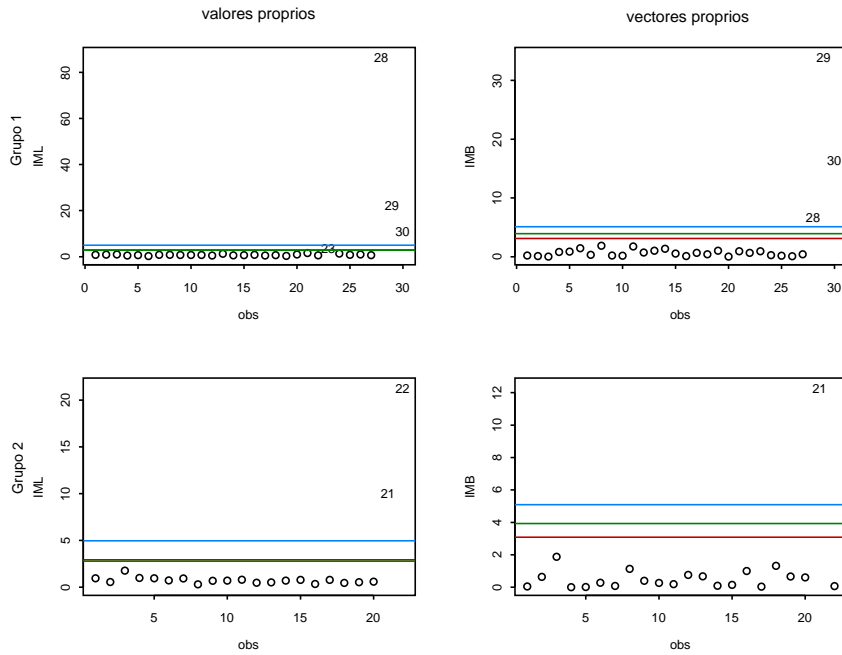 valores proprios
vectores proprios
Grupo 1
IML
0 20 40 60 80
28
29
30
23
0 5 10 15 20 25 30
obs
IMB
0 10 20 30
29
30
28
0 5 10 15 20 25 30
obs
Grupo 2
IML
0 5 10 15 20
22
21
5 10 15 20
obs
IMB
0 2 4 6 8 10 12
21
5 10 15 20
obs